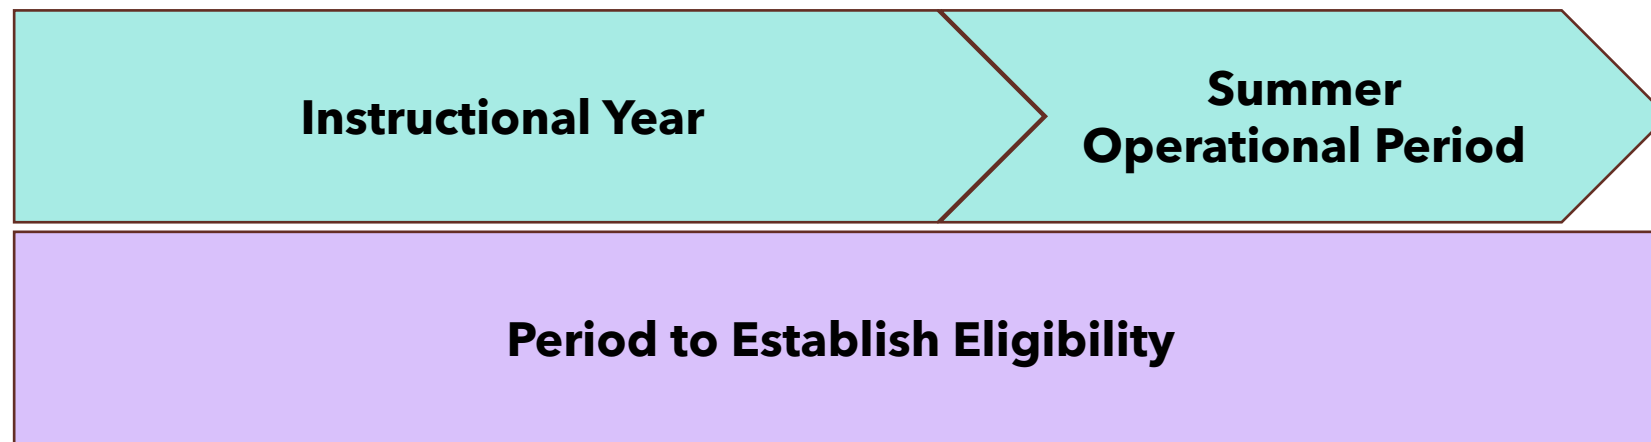 Instructional Year
Summer
Operational Period
Period to Establish Eligibility